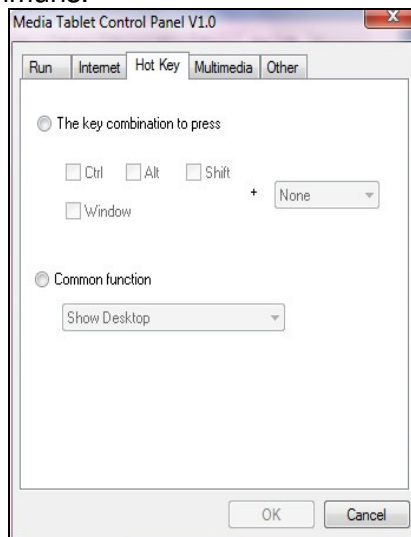 Media Tablet Control Panel V1.0
Run Internet Hot Key Multimedia Other
The key combination to press
Ctrl Alt Shift
+ None
Window
Common function
Show Desktop
OK Cancel